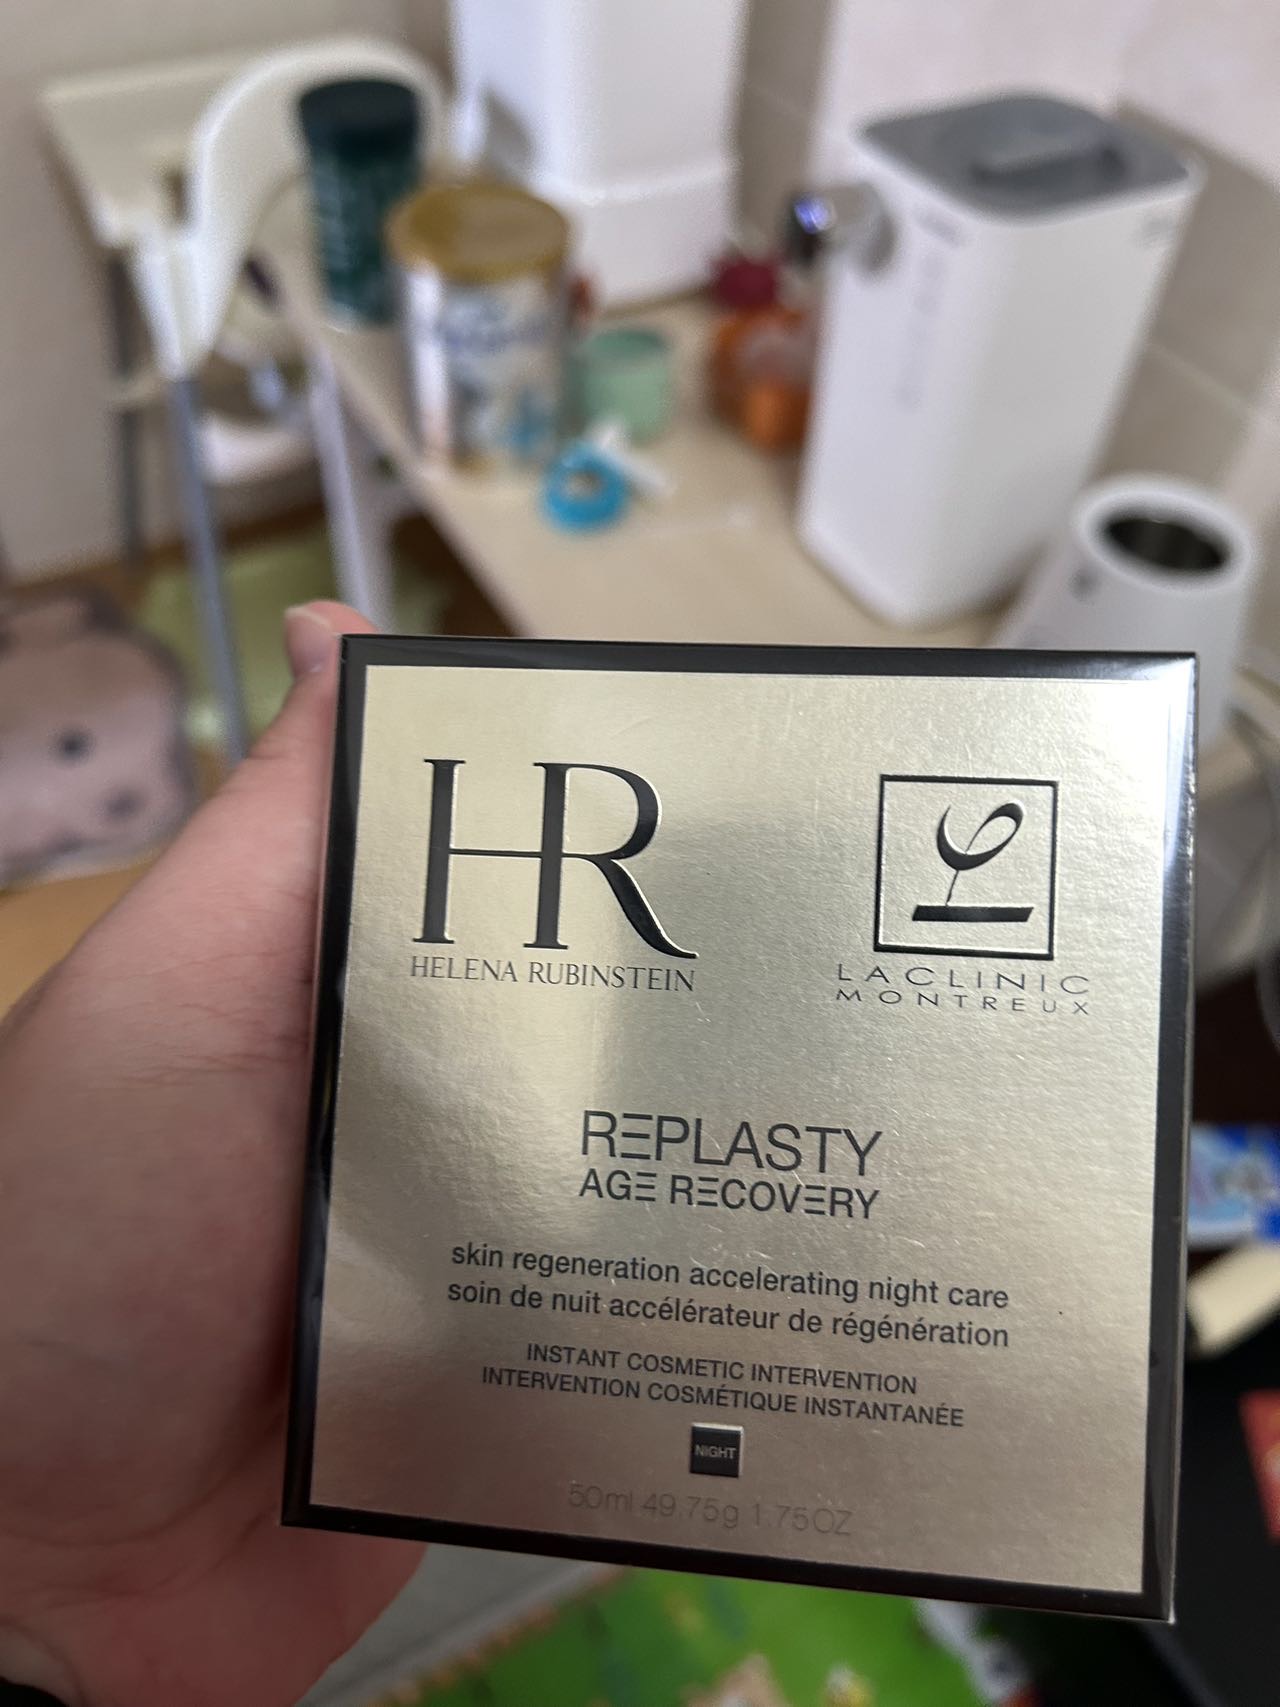 HR
HELENA RUBINSTEIN
LACLINIC
MONTREUX
REPLASTY
AGE RECOVERY
skin regeneration accelerating night care
soin de nuit accélérateur de régénération
INSTANT COSMETIC INTERVENTION
INTERVENTION COSMÉTIQUE INSTANTANÉE
NIGHT
50ml 49.75g 1.75OZ